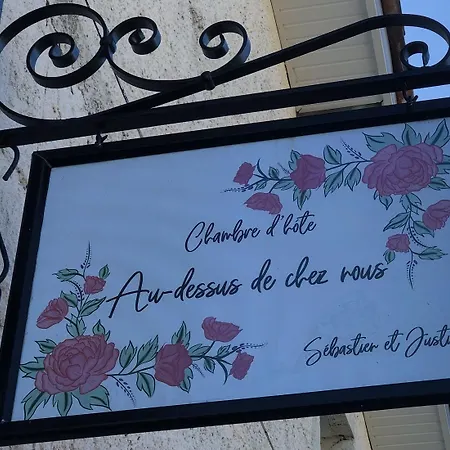 Chambre d'hôte
Au-dessus de chez nous
Sébastien et